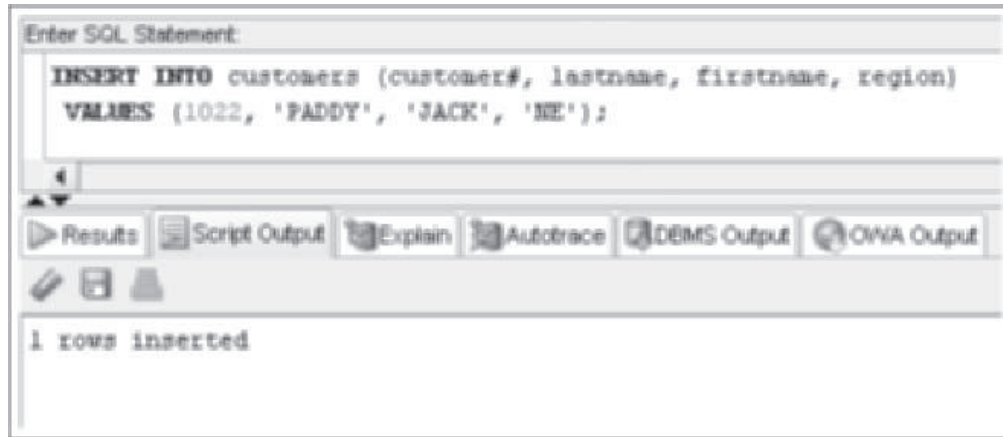 Enter SQL Statement:
INSERT INTO customers (customer#, lastname, firstname, region)
VALUES (1022, 'PADDY', 'JACK', 'NE');
Results Script Output Explain Autotrace DBMS Output OWA Output
1 rows inserted